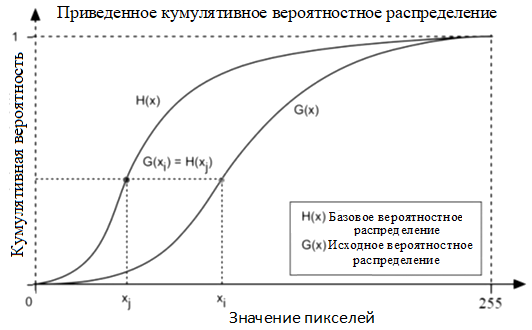 Приведенное кумулятивное вероятностное распределение
Кумулятивная вероятность
1
H(x)
G(x)
G(xi) = H(xj)
H(x) Базовое вероятностное
распределение
G(x) Исходное вероятностное
распределение
0
xj
xi
255
Значение пикселей